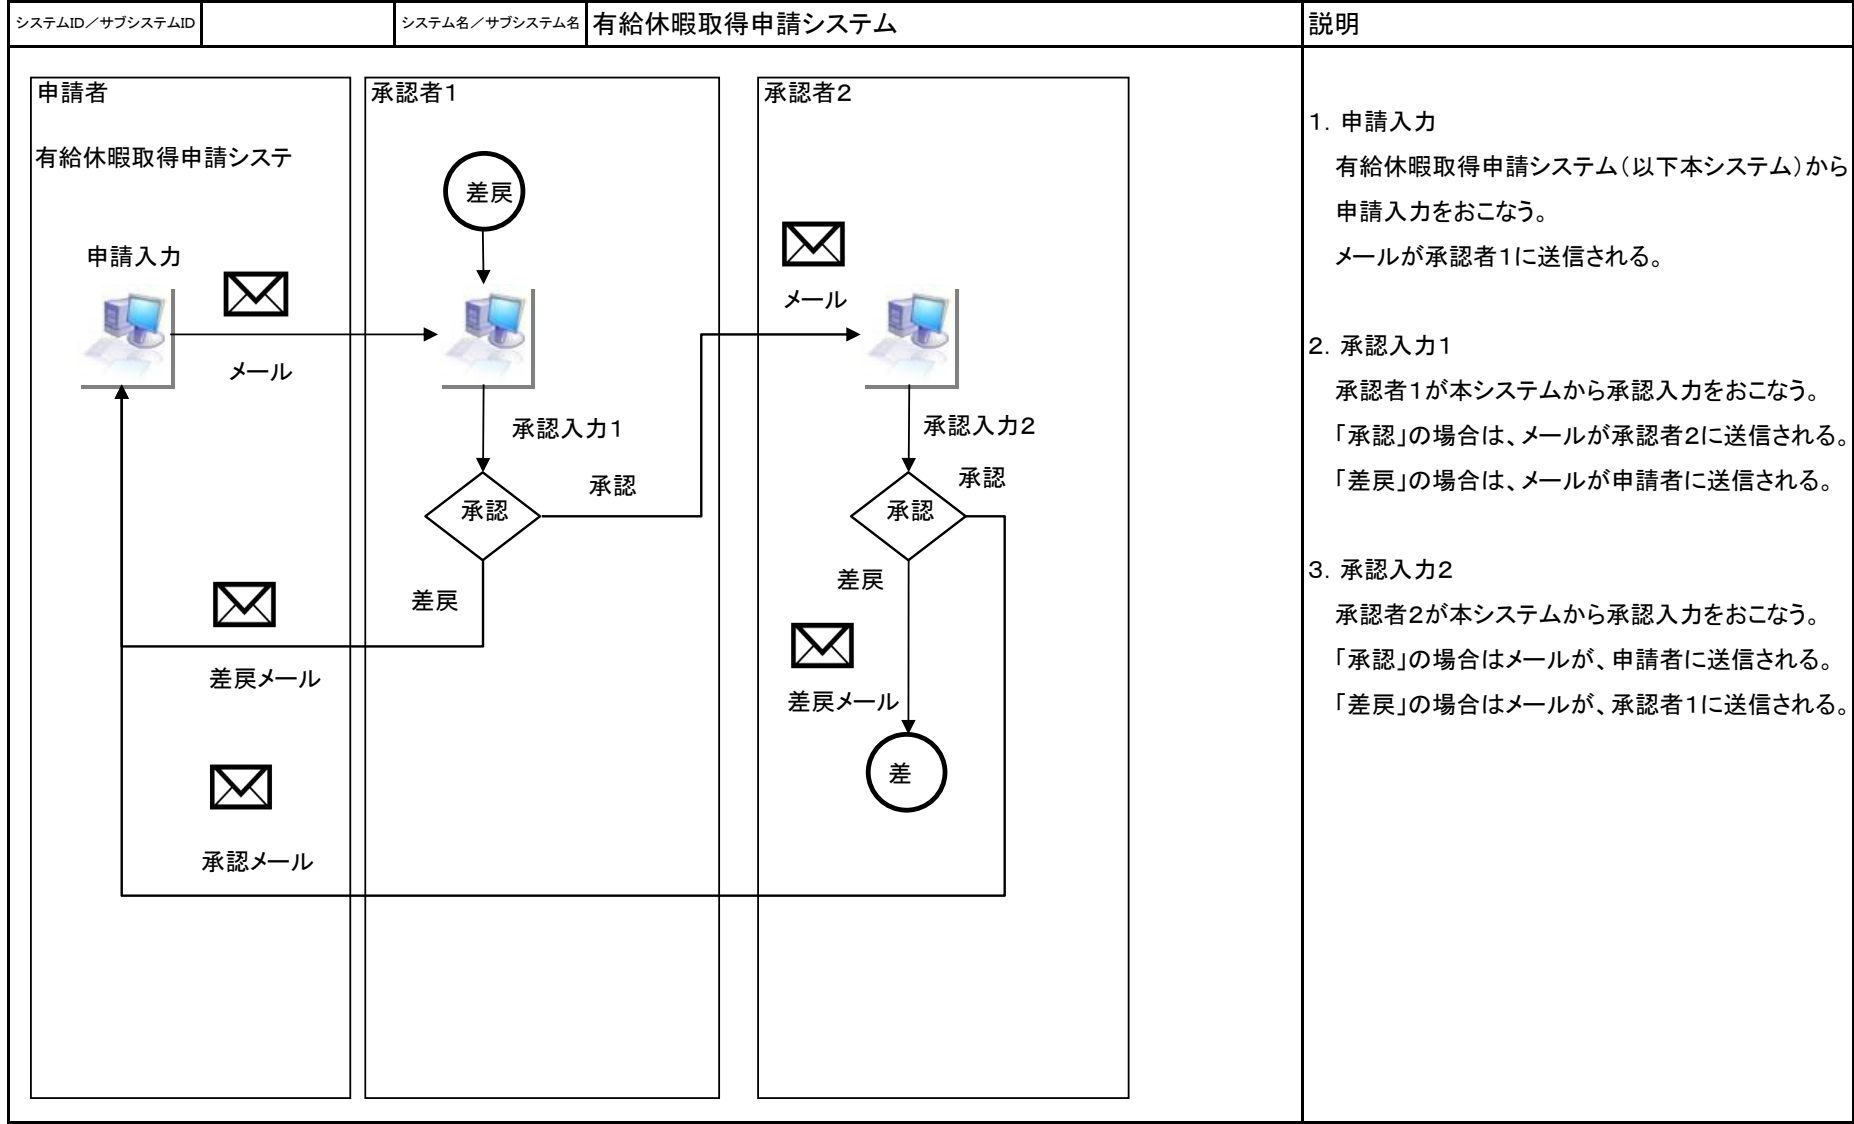 システムID／サブシステムID
システム名／サブシステム名
有給休暇取得申請システム
説明
申請者
有給休暇取得申請システ
申請入力
メール
差戻メール
承認メール
承認者1
差戻
承認入力1
承認
承認
差戻
承認者2
メール
承認入力2
承認
承認
差戻
差戻メール
差
1．申請入力
有給休暇取得申請システム（以下本システム）から
申請入力をおこなう。
メールが承認者1に送信される。
2．承認入力1
承認者1が本システムから承認入力をおこなう。
「承認」の場合は、メールが承認者2に送信される。
「差戻」の場合は、メールが申請者に送信される。
3．承認入力2
承認者2が本システムから承認入力をおこなう。
「承認」の場合はメールが、申請者に送信される。
「差戻」の場合はメールが、承認者1に送信される。